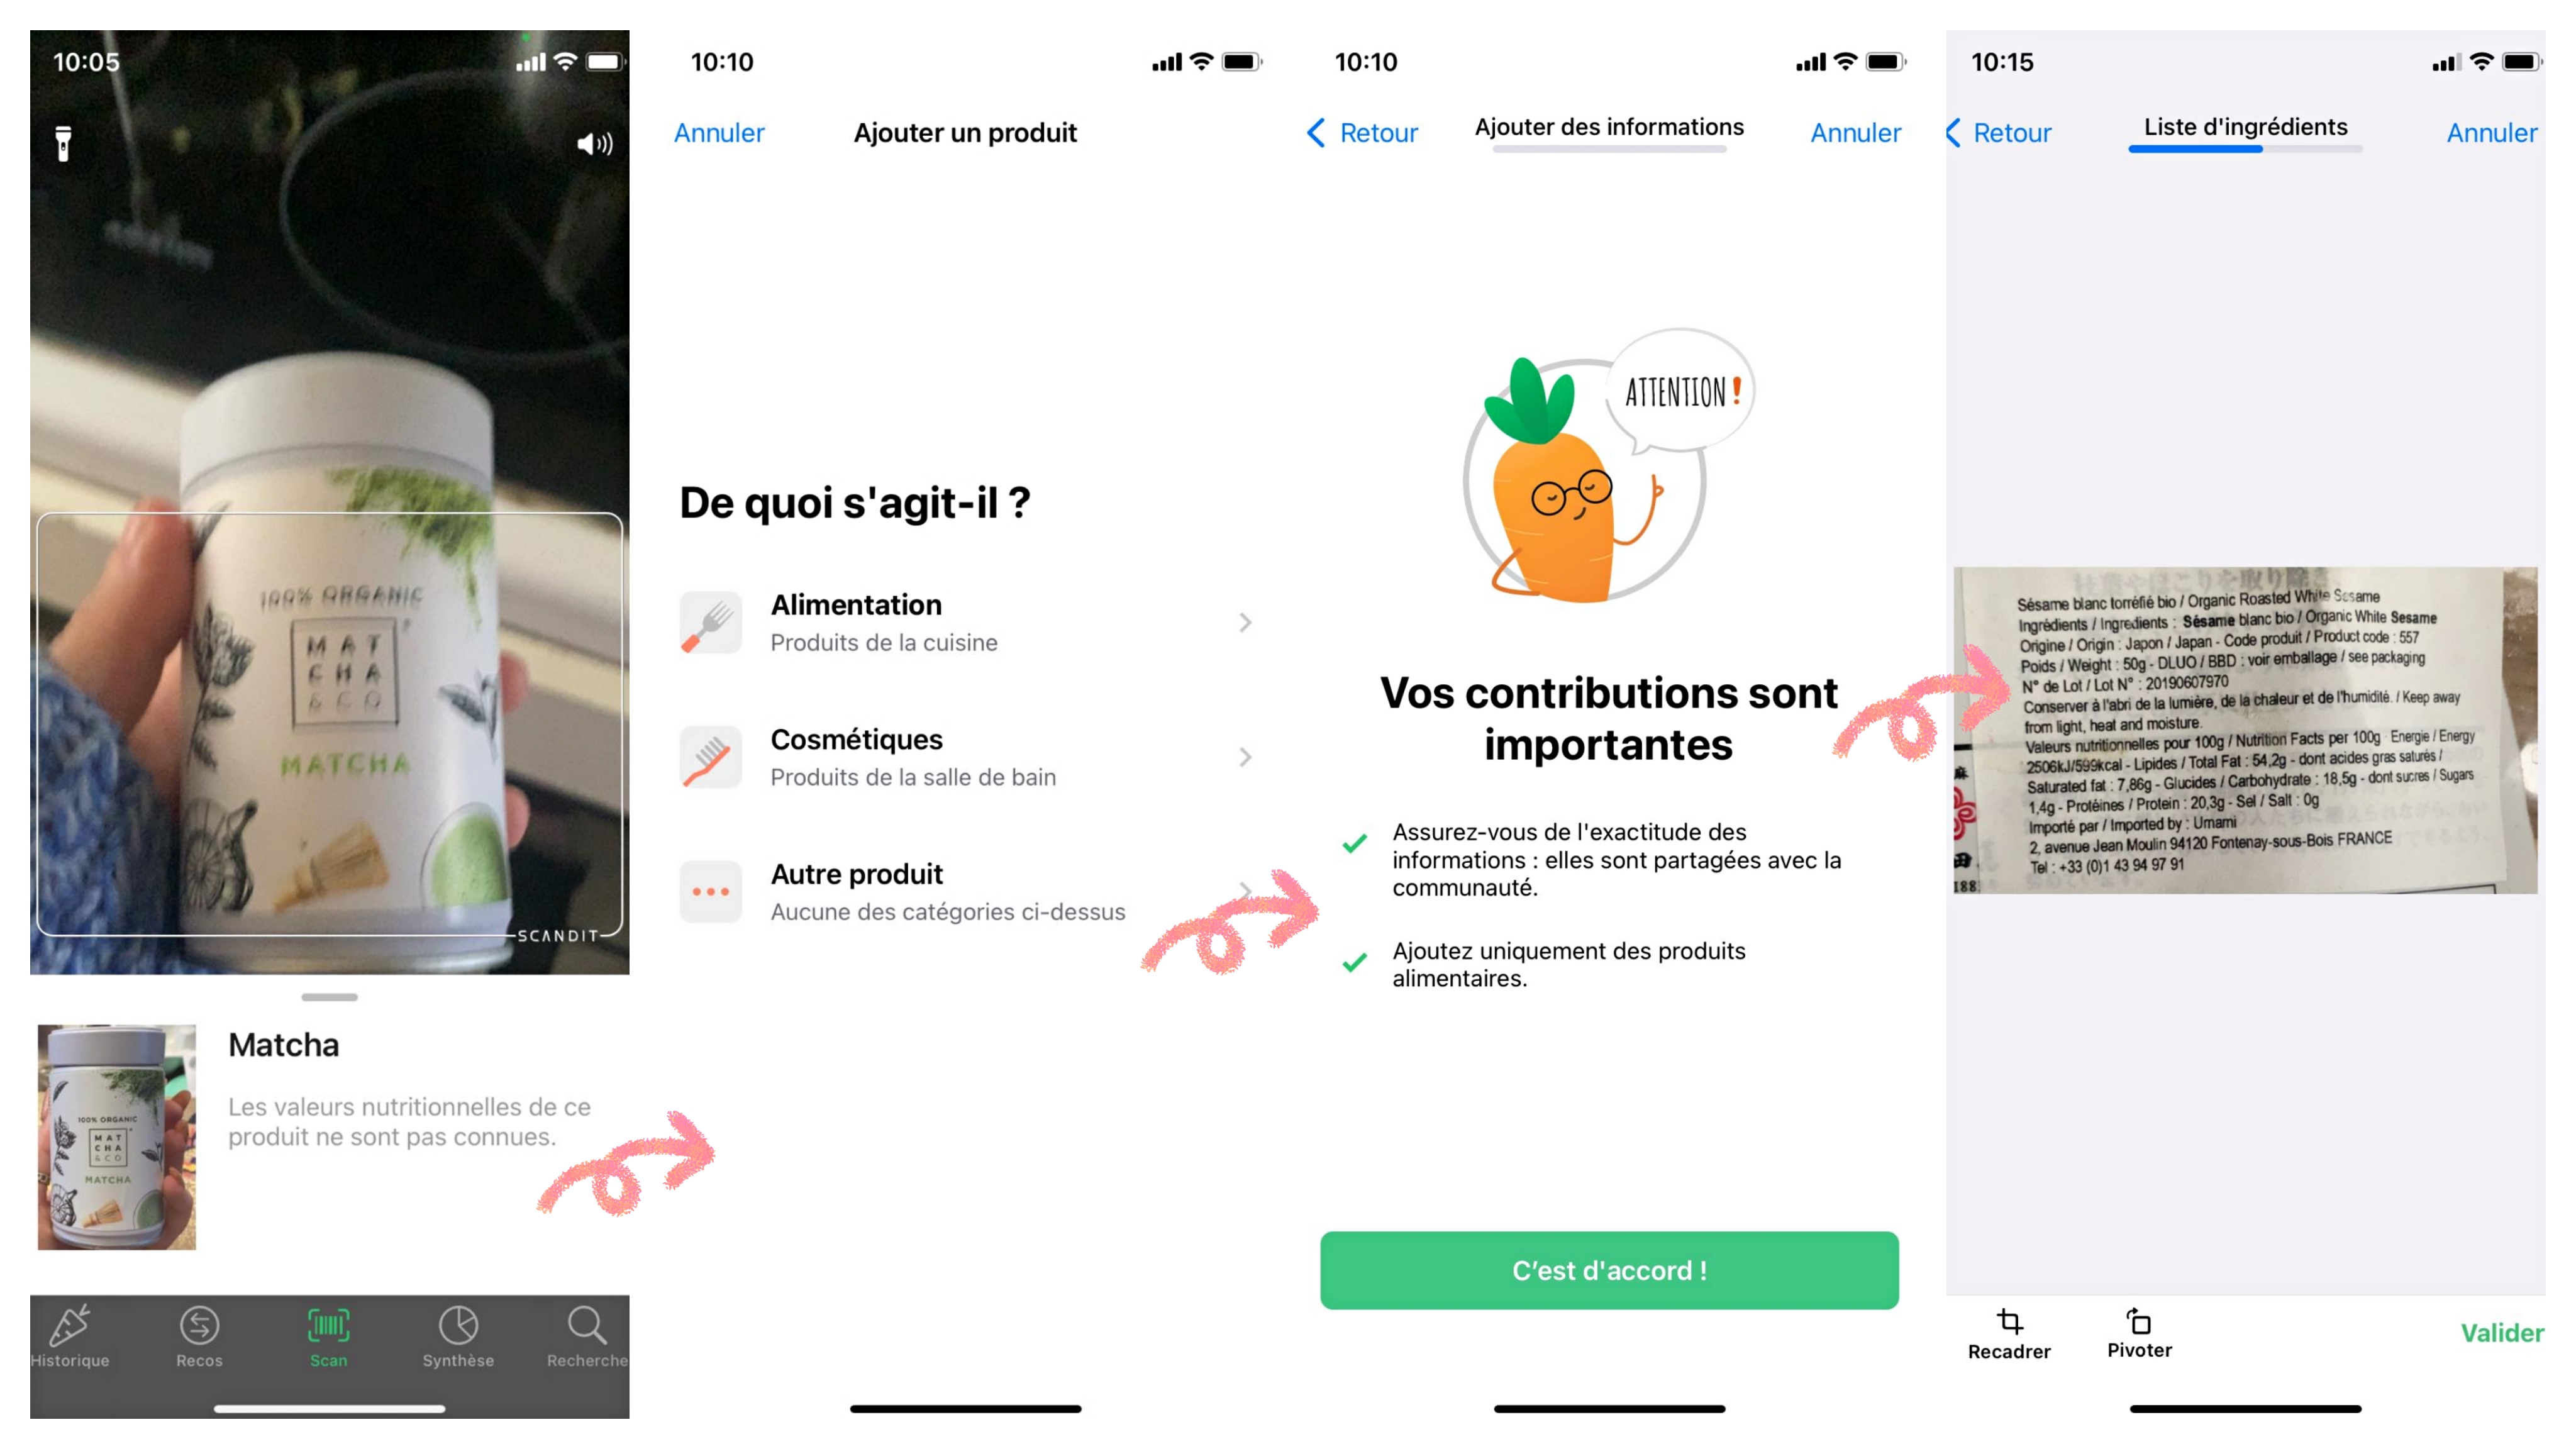 10:05
100% ORGANIC
MAT
CHA
& CO
MATCHA
SCANDIT
100% ORGANIC
MAT
CHA
& CO
MATCHA
Matcha
Les valeurs nutritionnelles de ce
produit ne sont pas connues.
Historique
Recos
Scan
Synthèse
Recherche
10:10
Annuler
Ajouter un produit
De quoi s'agit-il ?
Alimentation
Produits de la cuisine
Cosmétiques
Produits de la salle de bain
Autre produit
Aucune des catégories ci-dessus
10:10
Retour
Ajouter des informations
Annuler
ATTENTION !
Vos contributions sont
importantes
Assurez-vous de l'exactitude des
informations : elles sont partagées avec la
communauté.
Ajoutez uniquement des produits
alimentaires.
C'est d'accord !
10:15
Retour
Liste d'ingrédients
Annuler
Sésame blanc torréfié bio / Organic Roasted White Sesame
Ingrédients / Ingredients : Sésame blanc bio / Organic White Sesame
Origine / Origin : Japon / Japan - Code produit / Product code : 557
Poids / Weight : 50g - DLUO / BBD : voir emballage / see packaging
N° de Lot / Lot N° : 20190607970
Conserver à l'abri de la lumière, de la chaleur et de l'humidité. / Keep away
from light, heat and moisture.
Valeurs nutritionnelles pour 100g / Nutrition Facts per 100g - Energie / Energy
2506kJ/599kcal - Lipides / Total Fat : 54,2g - dont acides gras saturés /
Saturated fat : 7,86g - Glucides / Carbohydrate : 18,5g - dont sucres / Sugars
1,4g - Protéines / Protein : 20,3g - Sel / Salt : 0g
Importé par / Imported by : Umami
2, avenue Jean Moulin 94120 Fontenay-sous-Bois FRANCE
Tel : +33 (0)1 43 94 97 91
Recadrer
Pivoter
Valider